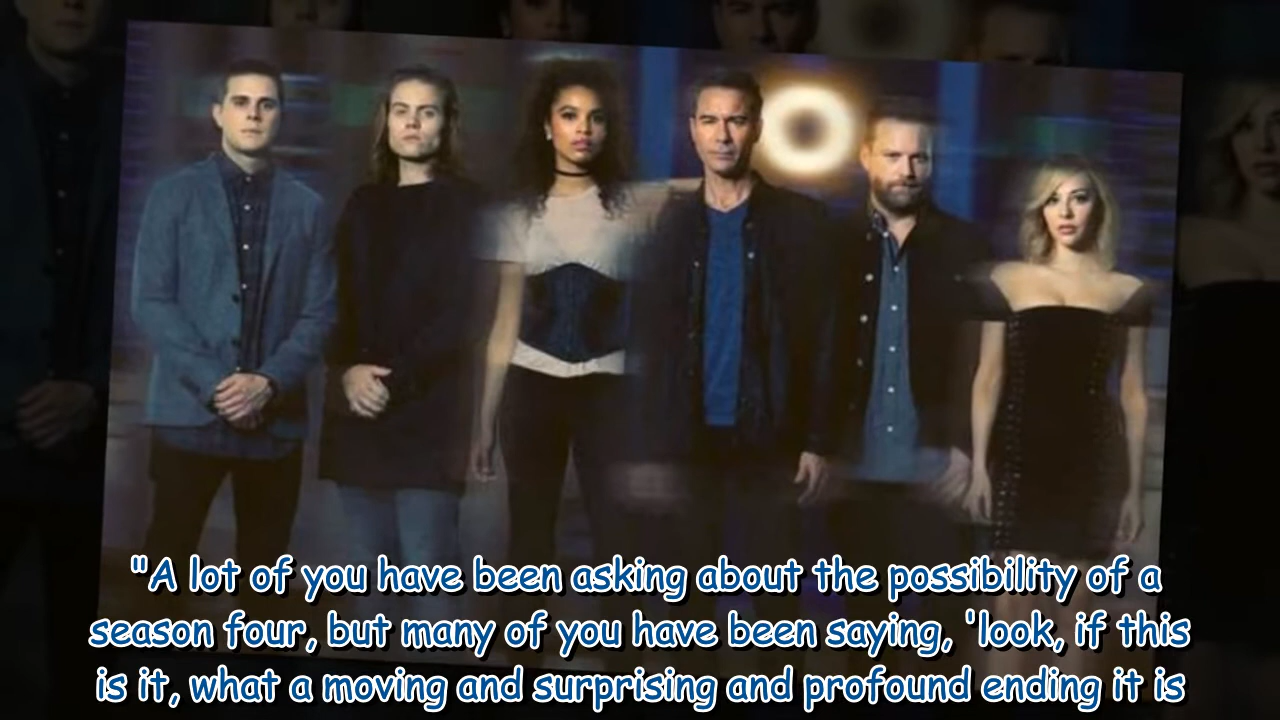 "A lot of you have been asking about the possibility of a
season four, but many of you have been saying, 'look, if this
is it, what a moving and surprising and profound ending it is